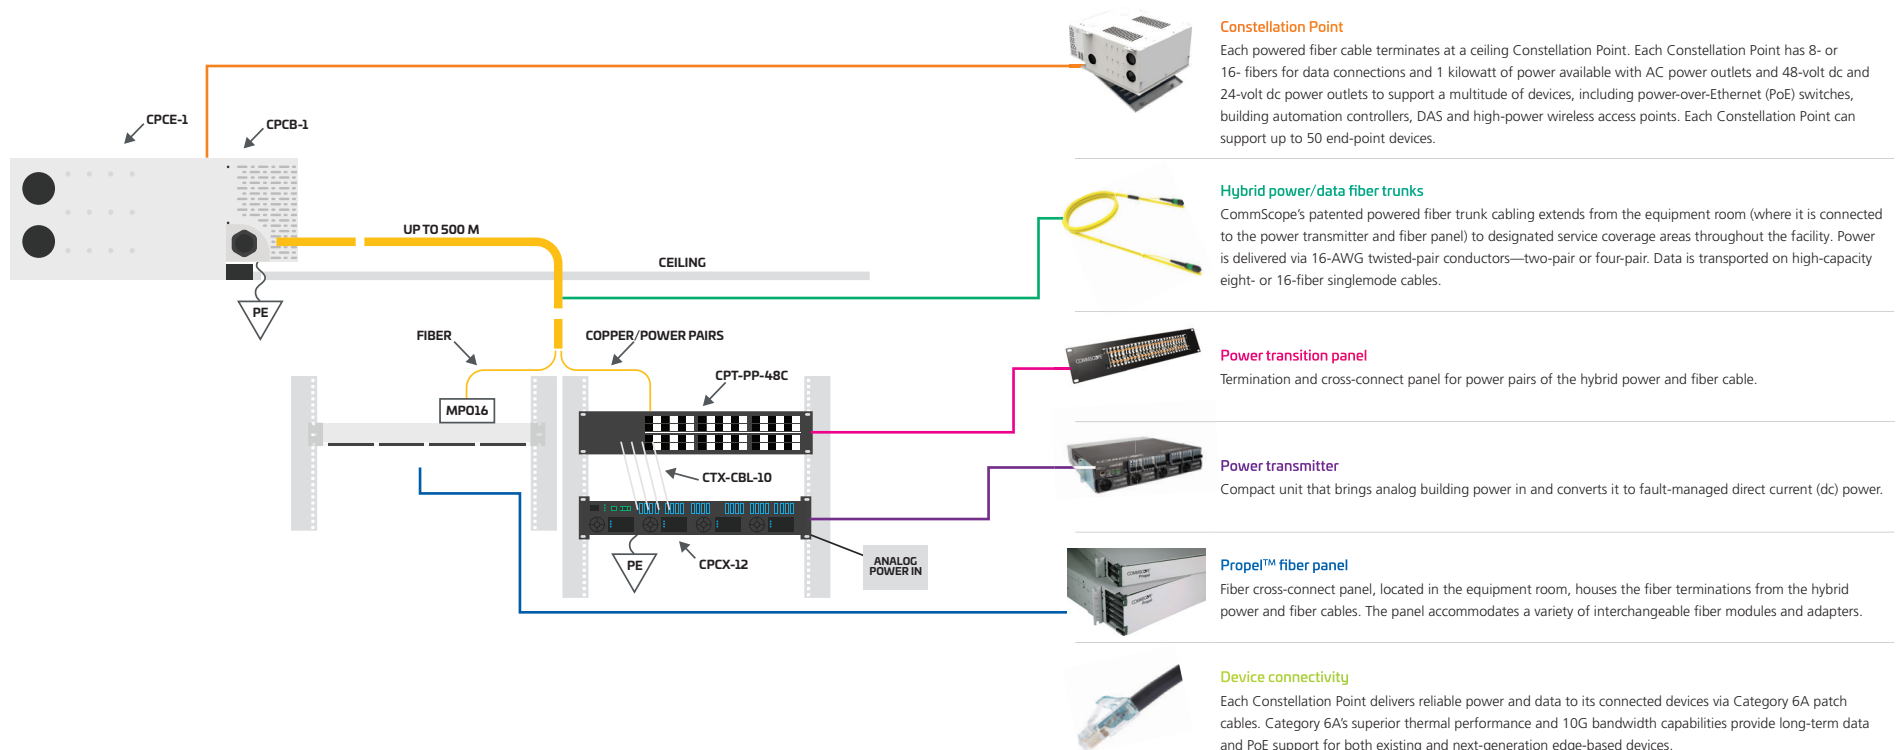 CPCE-1
CPCB-1
UP TO 500 M
CEILING
PE
FIBER
COPPER/POWER PAIRS
CPT-PP-48C
MPO16
CTX-CBL-10
PE
CPCX-12
ANALOG
POWER IN
Constellation Point
Each powered fiber cable terminates at a ceiling Constellation Point. Each Constellation Point has 8- or
16- fibers for data connections and 1 kilowatt of power available with AC power outlets and 48-volt dc and
24-volt dc power outlets to support a multitude of devices, including power-over-Ethernet (PoE) switches,
building automation controllers, DAS and high-power wireless access points. Each Constellation Point can
support up to 50 end-point devices.
Hybrid power/data fiber trunks
CommScope's patented powered fiber trunk cabling extends from the equipment room (where it is connected
to the power transmitter and fiber panel) to designated service coverage areas throughout the facility. Power
is delivered via 16-AWG twisted-pair conductors—two-pair or four-pair. Data is transported on high-capacity
eight- or 16-fiber singlemode cables.
COMMSCOPE
Power transition panel
Termination and cross-connect panel for power pairs of the hybrid power and fiber cable.
Power transmitter
Compact unit that brings analog building power in and converts it to fault-managed direct current (dc) power.
COMMSCOPE
Propel
COMMSCOPE
Propel
Propel™ fiber panel
Fiber cross-connect panel, located in the equipment room, houses the fiber terminations from the hybrid
power and fiber cables. The panel accommodates a variety of interchangeable fiber modules and adapters.
Device connectivity
Each Constellation Point delivers reliable power and data to its connected devices via Category 6A patch
cables. Category 6A's superior thermal performance and 10G bandwidth capabilities provide long-term data
and PoE support for both existing and next-generation edge-based devices.